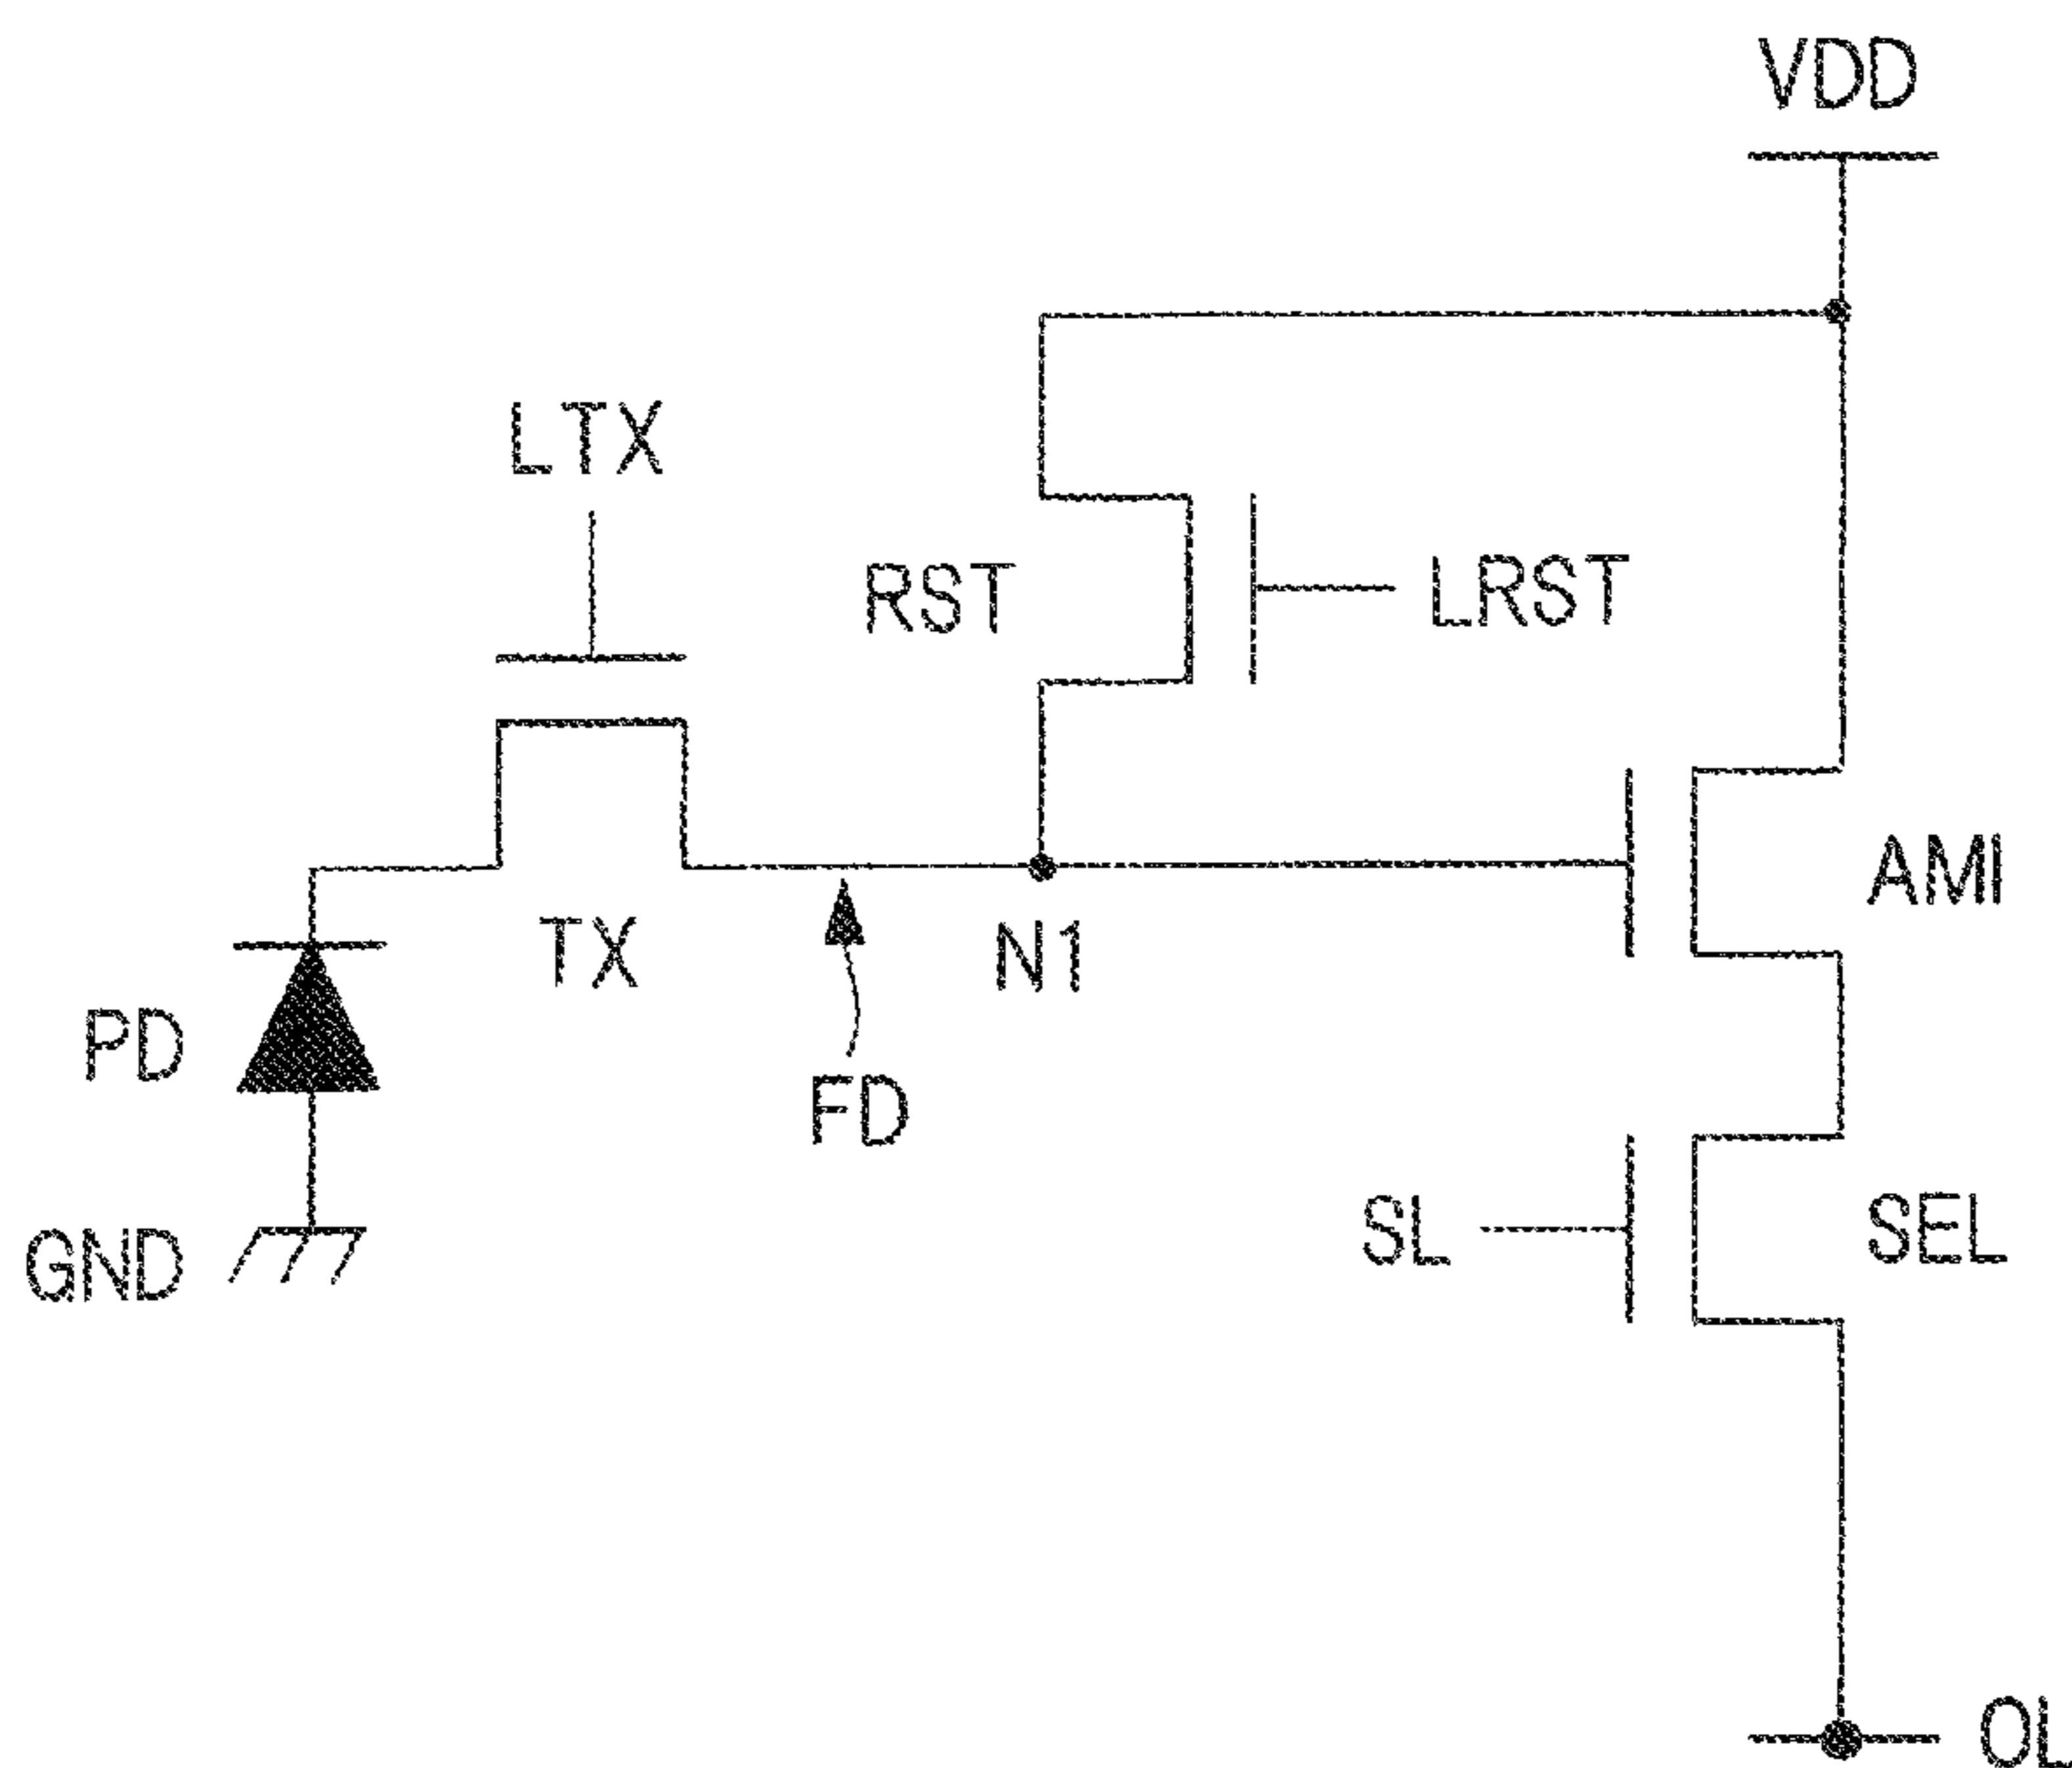 VDD
LTX
RST
LRST
AMI
TX
N1
PD
FD
SL
SEL
GND
OL